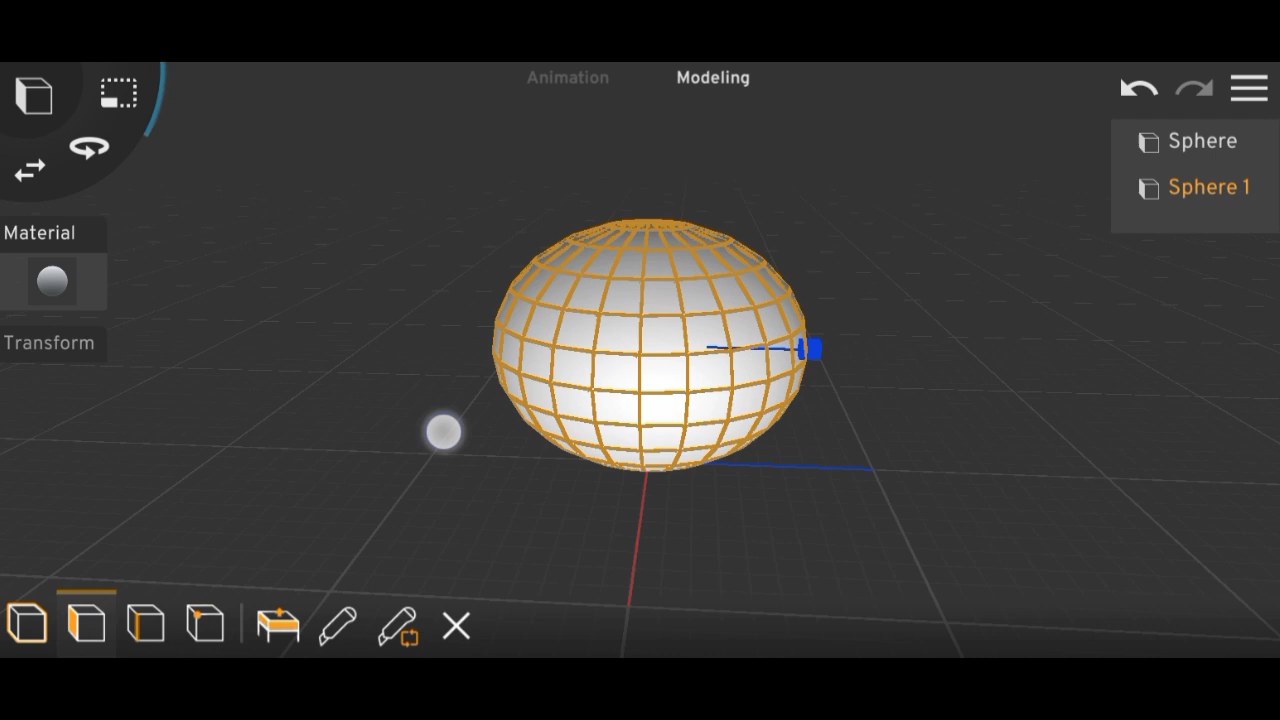 Animation
Modeling
Sphere
Sphere 1
Material
Transform